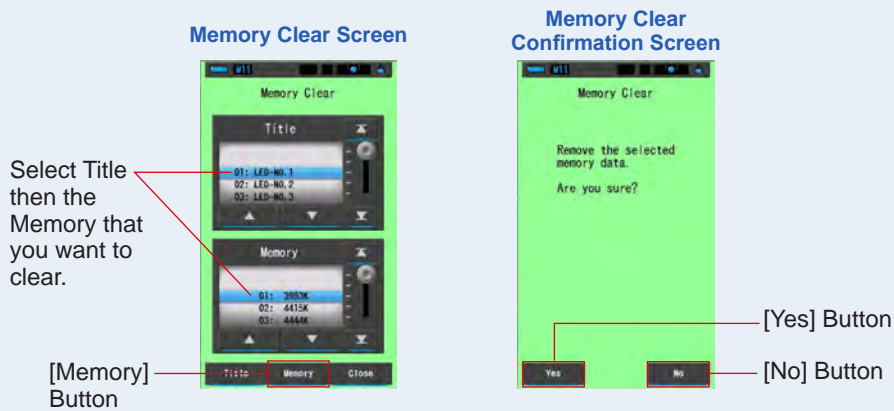 Memory Clear Screen
Memory Clear
Confirmation Screen
W11
Memory Clear
Title
01: LED-NO.1
02: LED-NO.2
03: LED-NO.3
Memory
01: 3993K
02: 4415K
03: 4444K
Title Memory Close
Select Title
then the
Memory that
you want to
clear.
[Memory]
Button
W11
Memory Clear
Remove the selected
memory data.
Are you sure?
Yes No
[Yes] Button
[No] Button